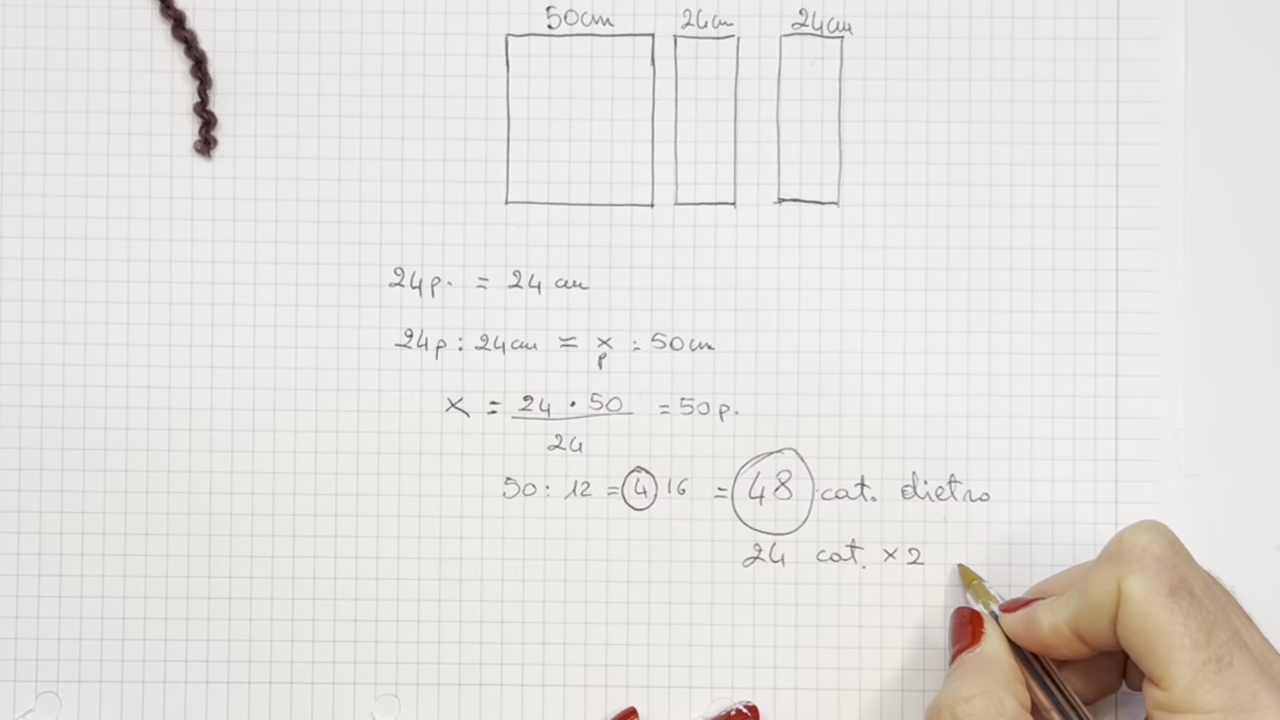 50cm 24cm 24cm
24p. = 24 cm
24p : 24cm = x : 50cm
p
x = 24 · 50 = 50p.
24
50 : 12 = 4 16 = 48 cat. dietro
24 cat. x2